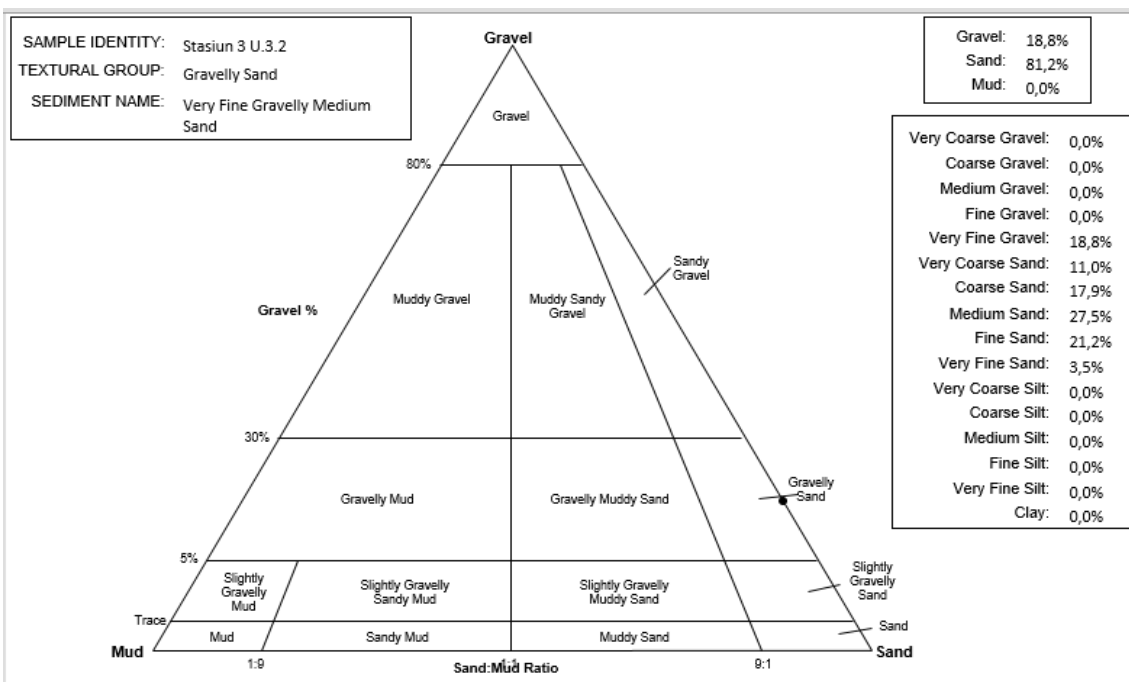 SAMPLE IDENTITY: Stasiun 3 U.3.2
TEXTURAL GROUP: Gravelly Sand
SEDIMENT NAME: Very Fine Gravelly Medium
Sand
Gravel
Gravel: 18,8%
Sand: 81,2%
Mud: 0,0%
Very Coarse Gravel: 0,0%
Coarse Gravel: 0,0%
Medium Gravel: 0,0%
Fine Gravel: 0,0%
Very Fine Gravel: 18,8%
Very Coarse Sand: 11,0%
Coarse Sand: 17,9%
Medium Sand: 27,5%
Fine Sand: 21,2%
Very Fine Sand: 3,5%
Very Coarse Silt: 0,0%
Coarse Silt: 0,0%
Medium Silt: 0,0%
Fine Silt: 0,0%
Very Fine Silt: 0,0%
Clay: 0,0%
Gravel
80%
Sandy
Gravel
Muddy Gravel
Muddy Sandy
Gravel
Gravel %
30%
Gravelly Mud
Gravelly Muddy Sand
Gravelly
Sand
5%
Slightly
Gravelly
Mud
Slightly Gravelly
Sandy Mud
Slightly Gravelly
Muddy Sand
Slightly
Gravelly
Sand
Trace
Mud
Sandy Mud
Muddy Sand
Sand
Mud
Sand
1:9
1:1
9:1
Sand:Mud Ratio